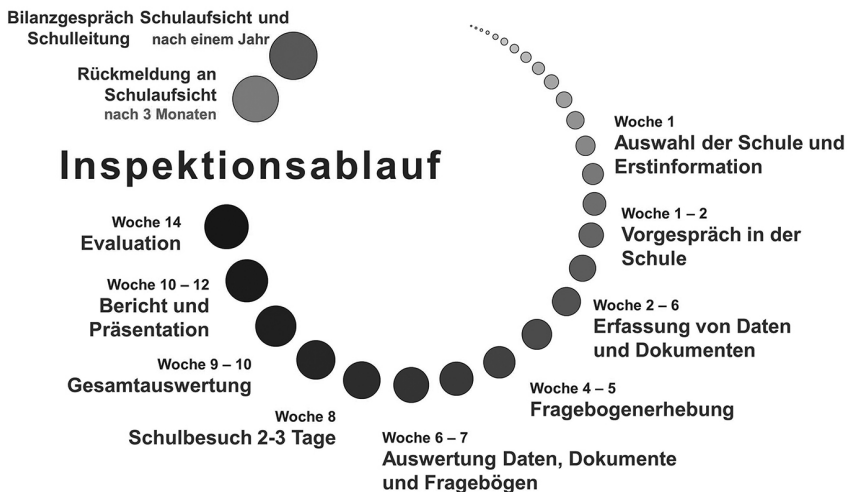 Bilanzgespräch Schulaufsicht und
Schulleitung nach einem Jahr
Rückmeldung an
Schulaufsicht
nach 3 Monaten
Inspektionsablauf
Woche 1
Auswahl der Schule und
Erstinformation
Woche 1 – 2
Vorgespräch in der
Schule
Woche 2 – 6
Erfassung von Daten
und Dokumenten
Woche 4 – 5
Fragebogenerhebung
Woche 6 – 7
Auswertung Daten, Dokumente
und Fragebögen
Woche 8
Schulbesuch 2-3 Tage
Woche 9 – 10
Gesamtauswertung
Woche 10 – 12
Bericht und
Präsentation
Woche 14
Evaluation